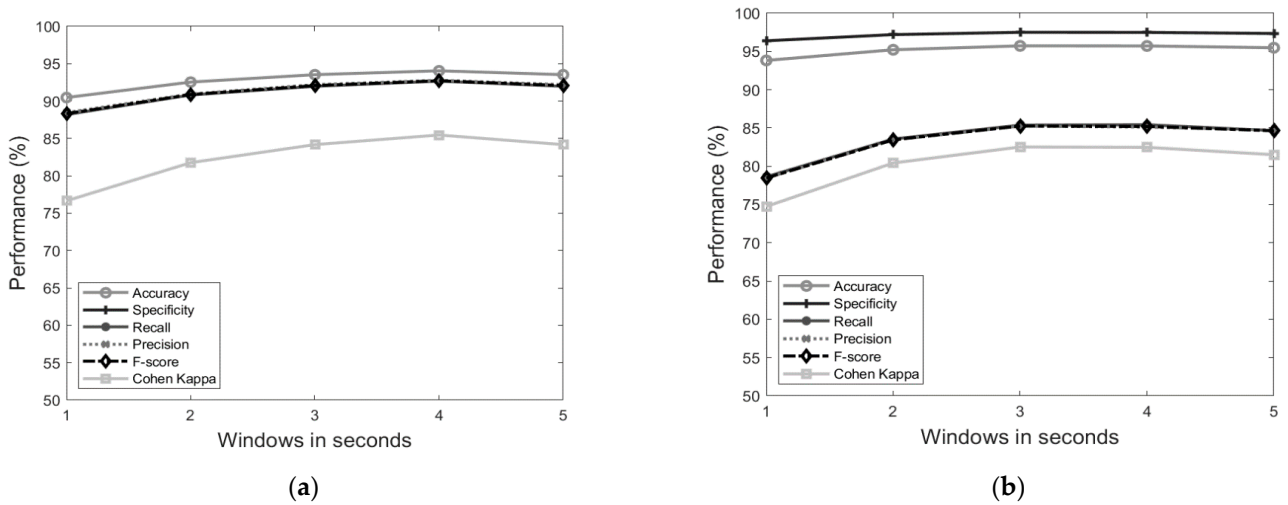 100
95
90
85
80
75
70
65
60
55
50
Performance (%)
Accuracy
Specificity
Recall
Precision
F-score
Cohen Kappa
1 2 3 4 5
Windows in seconds
(a)
100
95
90
85
80
75
70
65
60
55
50
Performance (%)
Accuracy
Specificity
Recall
Precision
F-score
Cohen Kappa
1 2 3 4 5
Windows in seconds
(b)